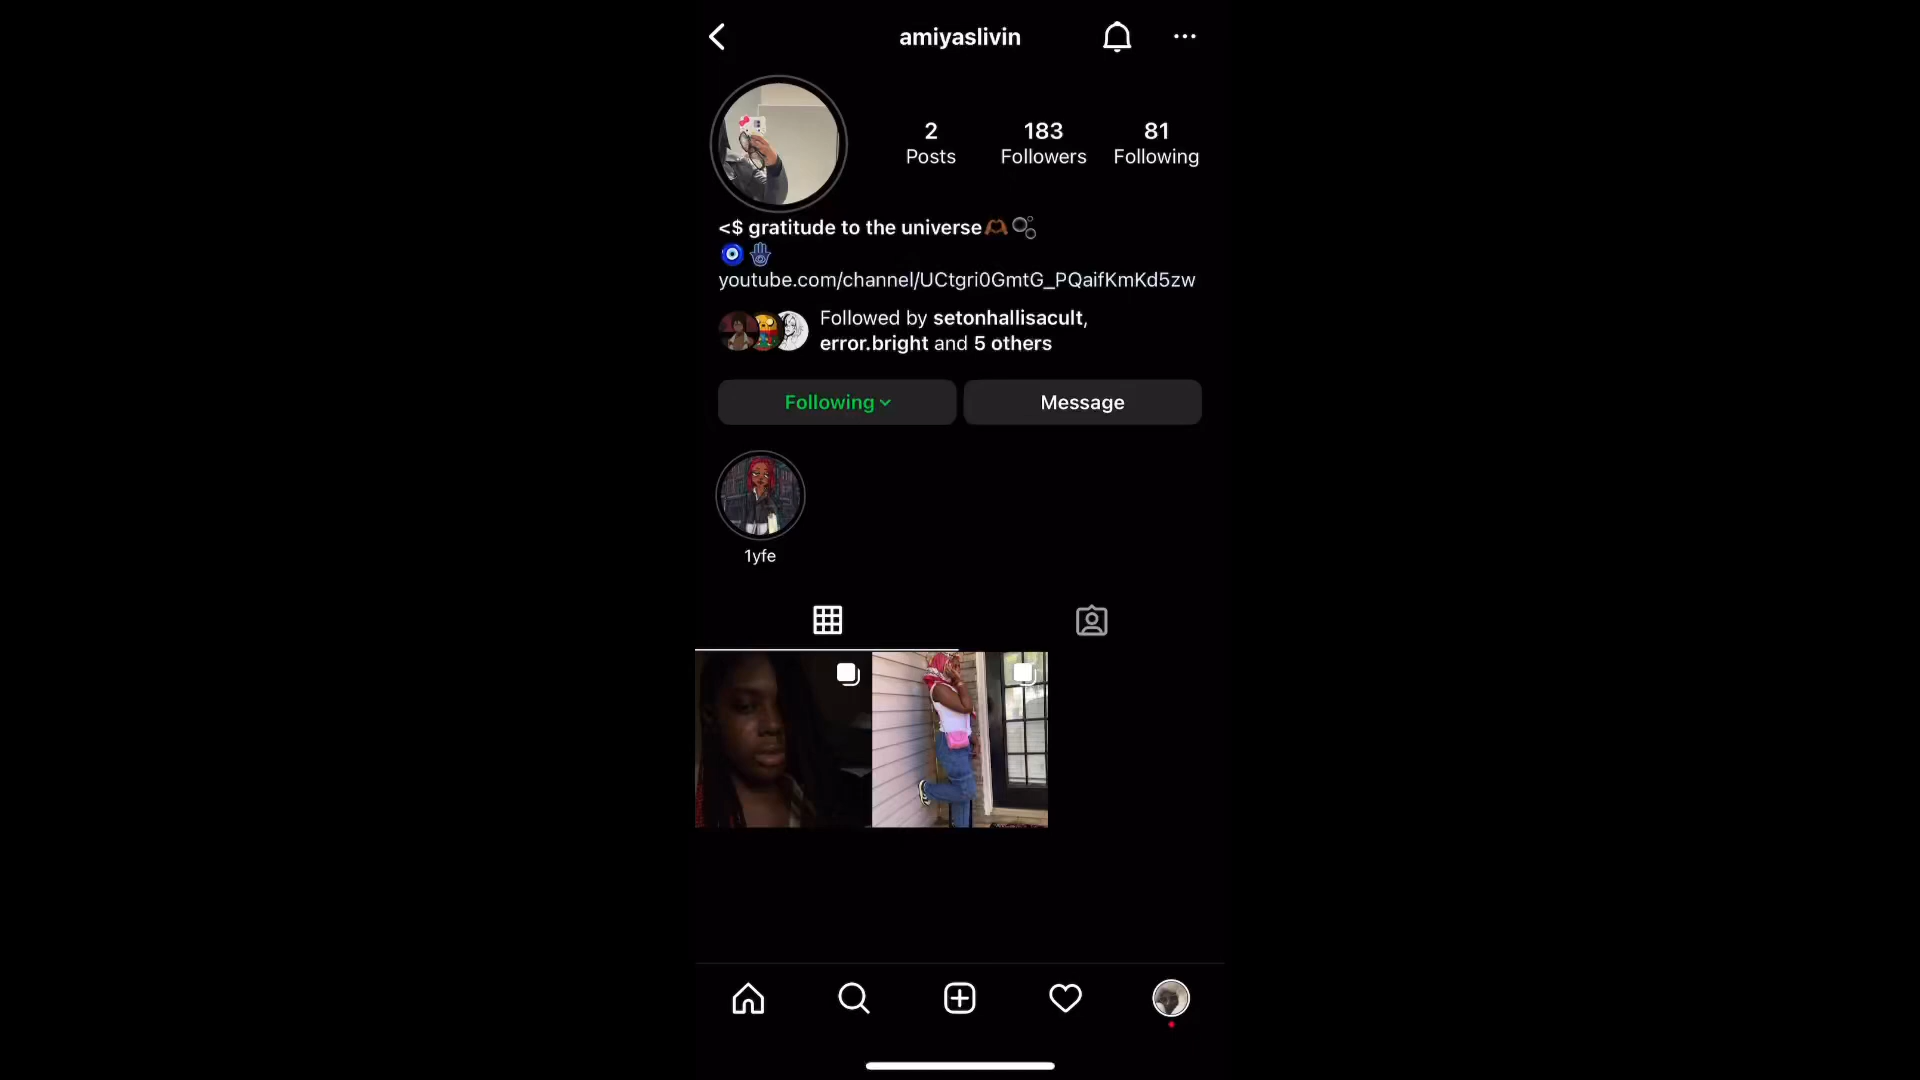 amiyaslivin
2
Posts
183
Followers
81
Following
<$ gratitude to the universe🫶🏾🫧
🧿🪬
youtube.com/channel/UCtgri0GmtG_PQaifKmKd5zw
Followed by setonhallisacult,
error.bright and 5 others
Following
Message
1yfe